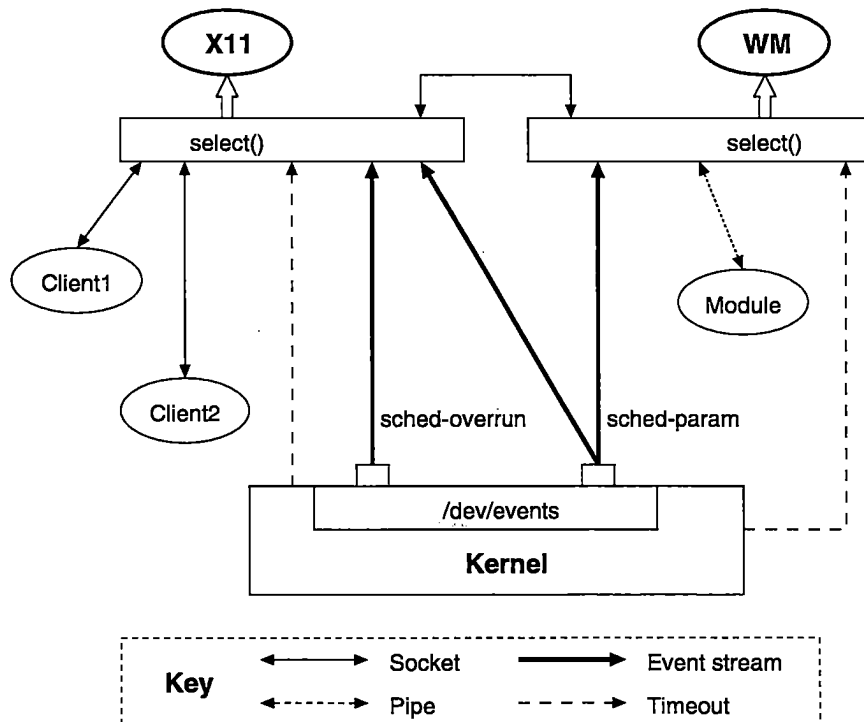 X11 WM
select() select()
Client1
Module
Client2
sched-overrun sched-param
/dev/events
Kernel
Key Socket Event stream
Pipe Timeout